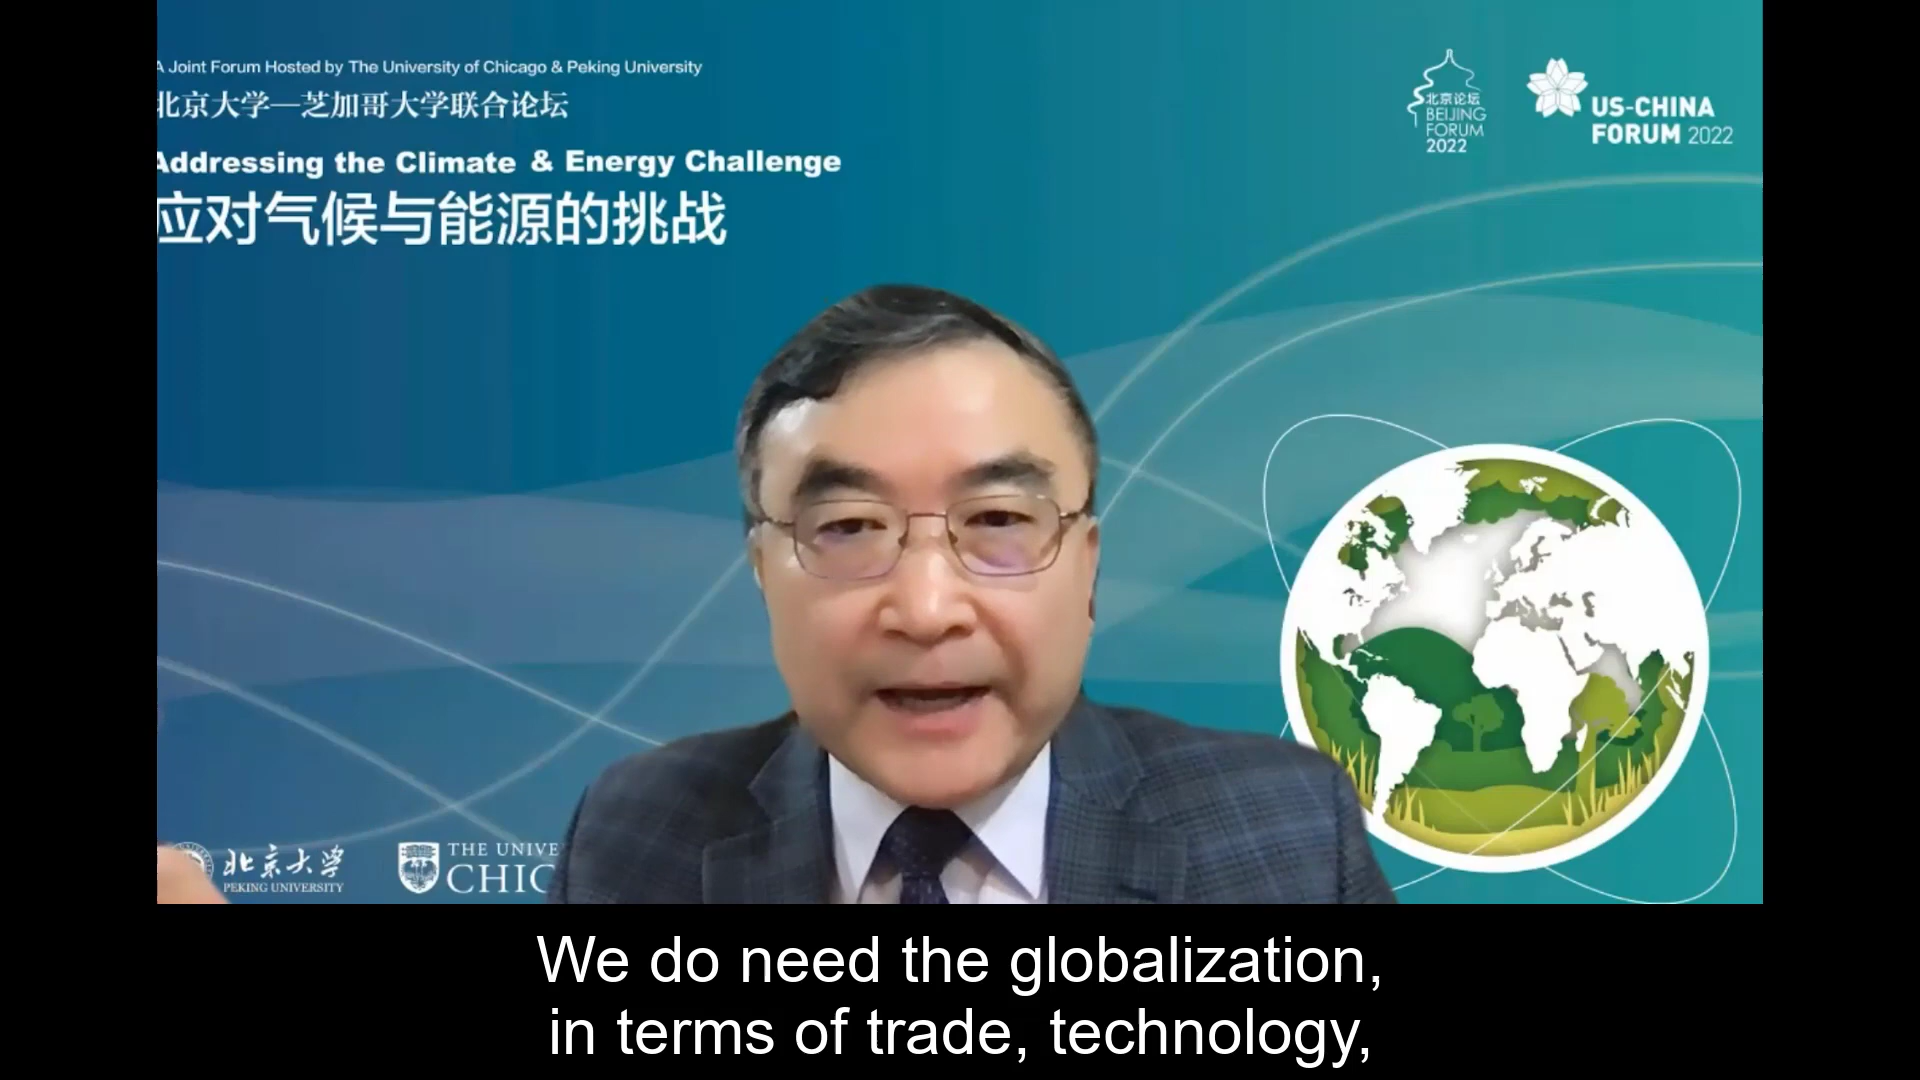 A Joint Forum Hosted by The University of Chicago & Peking University
北京大学—芝加哥大学联合论坛
Addressing the Climate & Energy Challenge
应对气候与能源的挑战
北京论坛
BEIJING
FORUM
2022
US-CHINA
FORUM 2022
北京大学
PEKING UNIVERSITY
THE UNIVE
CHIC
We do need the globalization,
in terms of trade, technology,